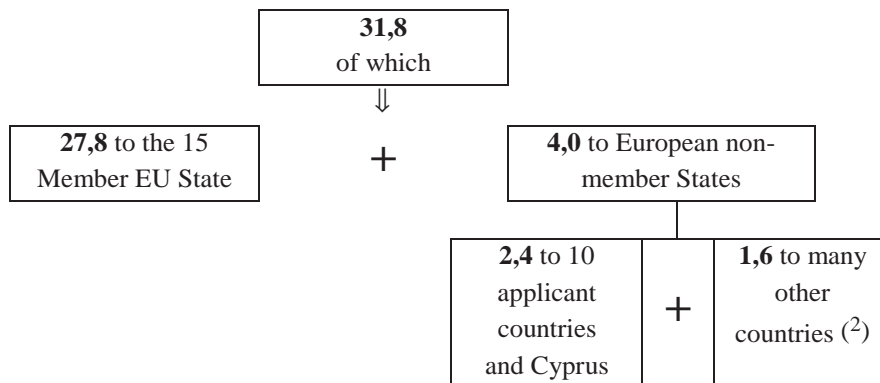 31,8
of which
⇓
27,8 to the 15
Member EU State
+
4,0 to European non-
member States
2,4 to 10
applicant
countries
and Cyprus
+
1,6 to many
other
countries (²)